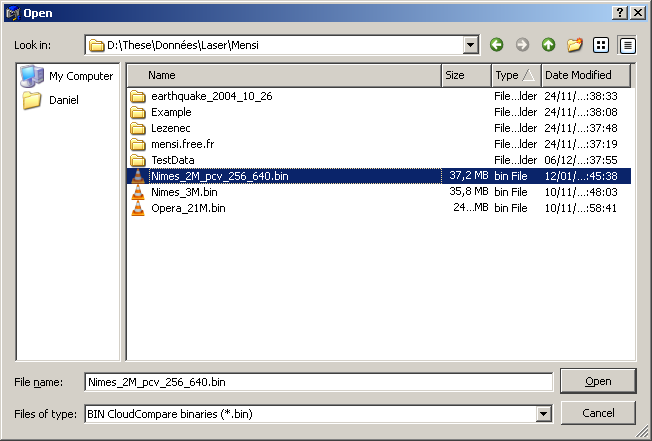 Open
Look in: D:\These\Données\Laser\Mensi
My Computer
Daniel
Name Size Type Date Modified
earthquake_2004_10_26 File...lder 24/11/...:38:33
Example File...lder 24/11/...:38:08
Lezenec File...lder 24/11/...:37:48
mensi.free.fr File...lder 24/11/...:37:19
TestData File...lder 06/12/...:37:55
Nimes_2M_pcv_256_640.bin 37,2 MB bin File 12/01/...:45:38
Nimes_3M.bin 35,8 MB bin File 10/11/...:48:03
Opera_21M.bin 24...MB bin File 10/11/...:58:41
File name: Nimes_2M_pcv_256_640.bin Open
Files of type: BIN CloudCompare binaries (*.bin) Cancel